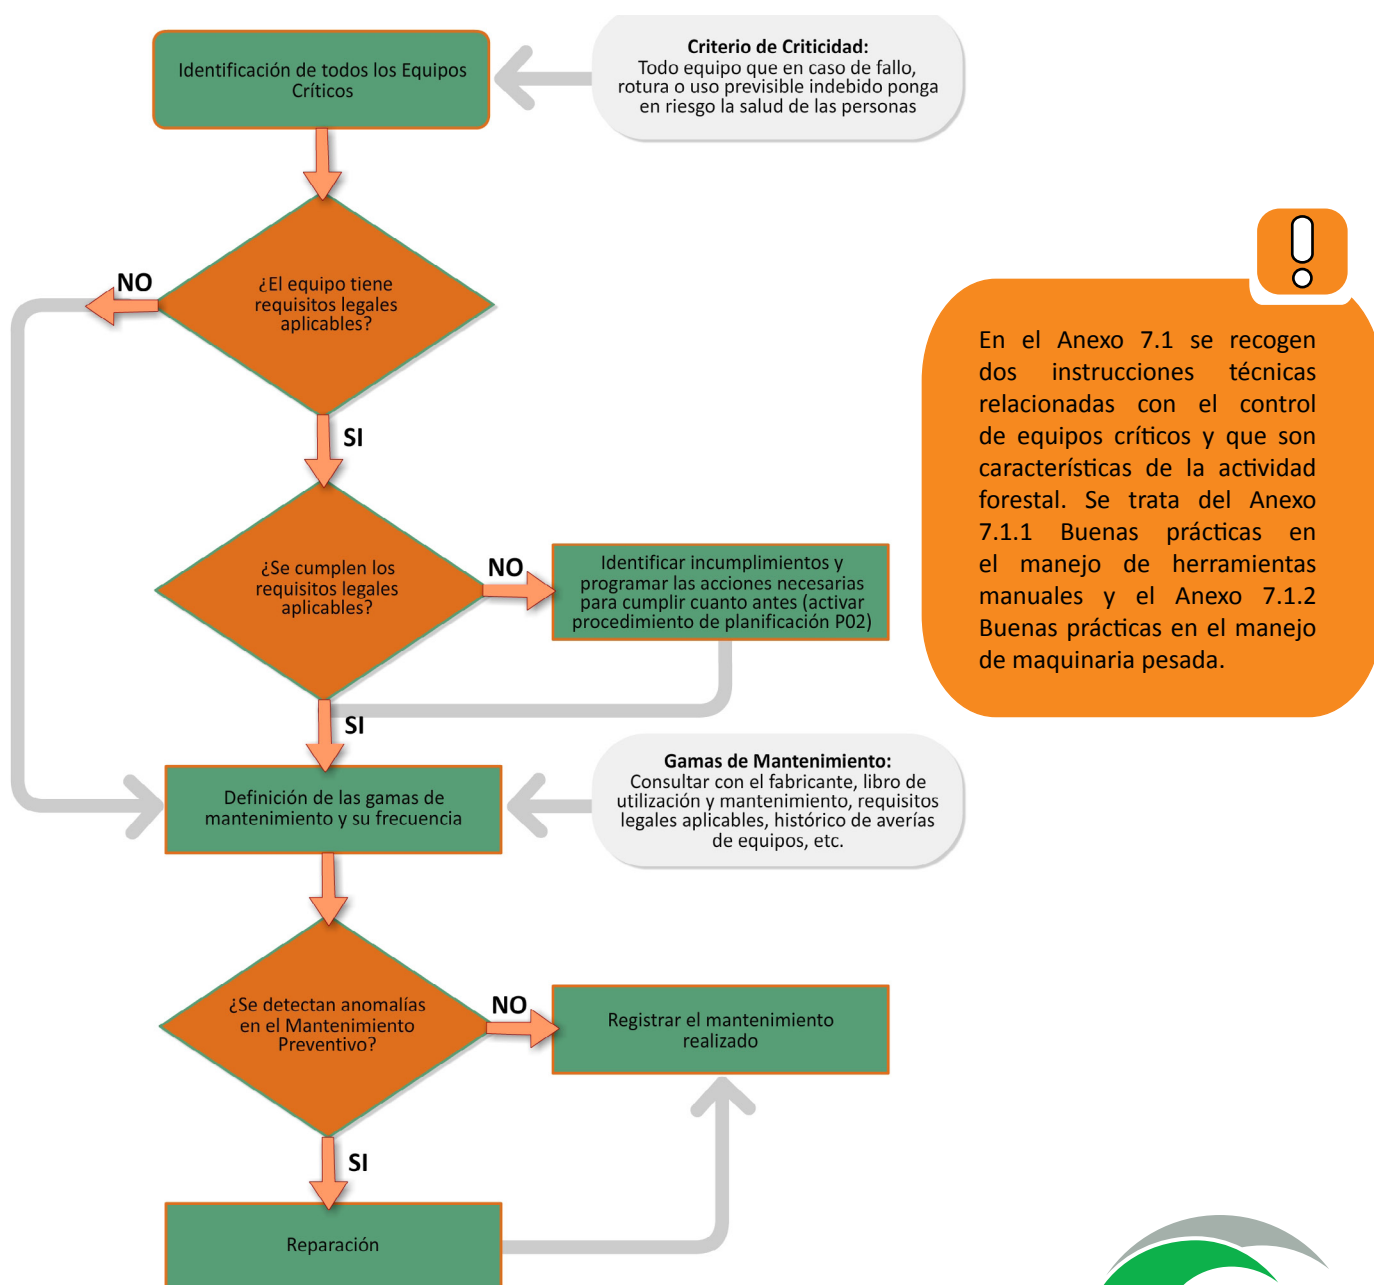 Identificación de todos los Equipos
Críticos
Criterio de Criticidad:
Todo equipo que en caso de fallo,
rotura o uso previsible indebido ponga
en riesgo la salud de las personas
¿El equipo tiene
requisitos legales
aplicables?
NO
SI
¿Se cumplen los
requisitos legales
aplicables?
NO
Identificar incumplimientos y
programar las acciones necesarias
para cumplir cuanto antes (activar
procedimiento de planificación P02)
SI
Definición de las gamas de
mantenimiento y su frecuencia
Gamas de Mantenimiento:
Consultar con el fabricante, libro de
utilización y mantenimiento, requisitos
legales aplicables, histórico de averías
de equipos, etc.
¿Se detectan anomalías
en el Mantenimiento
Preventivo?
NO
Registrar el mantenimiento
realizado
SI
Reparación
En el Anexo 7.1 se recogen
dos instrucciones técnicas
relacionadas con el control
de equipos críticos y que son
características de la actividad
forestal. Se trata del Anexo
7.1.1 Buenas prácticas en
el manejo de herramientas
manuales y el Anexo 7.1.2
Buenas prácticas en el manejo
de maquinaria pesada.